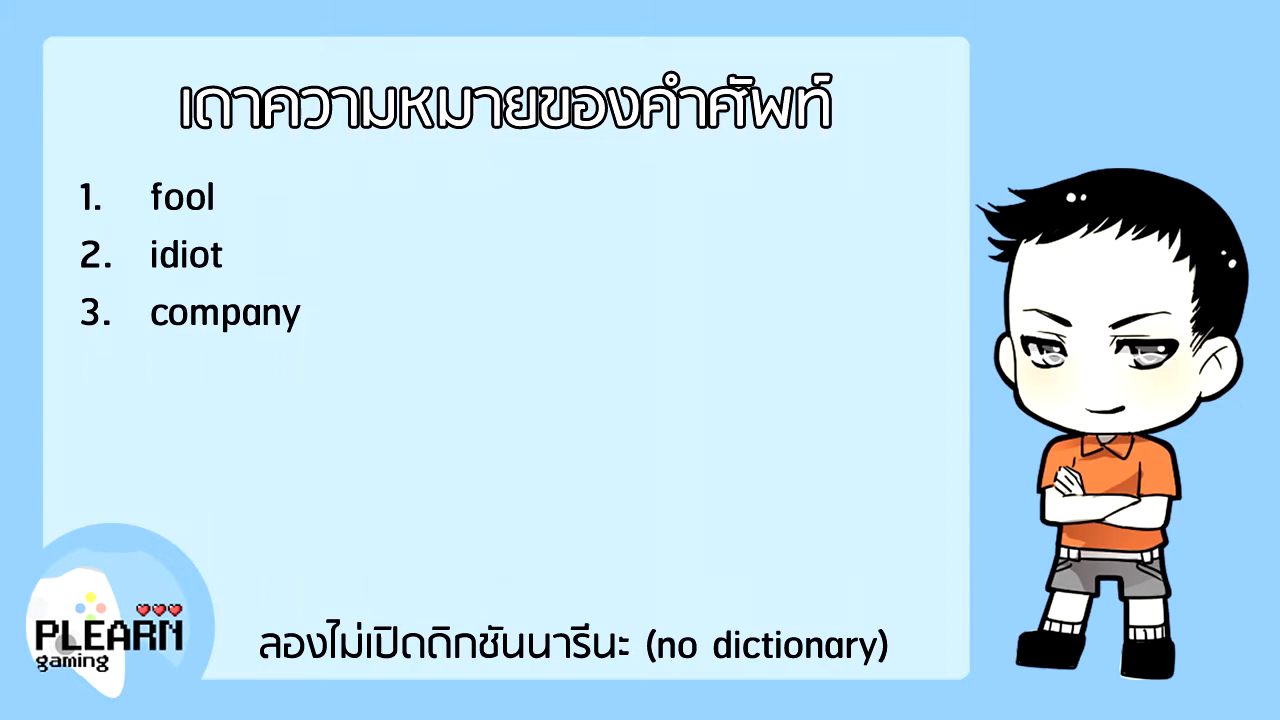 เดาความหมายของคำศัพท์
1. fool
2. idiot
3. company
PLEARN
gaming
ลองไม่เปิดดิกชันนารีนะ (no dictionary)